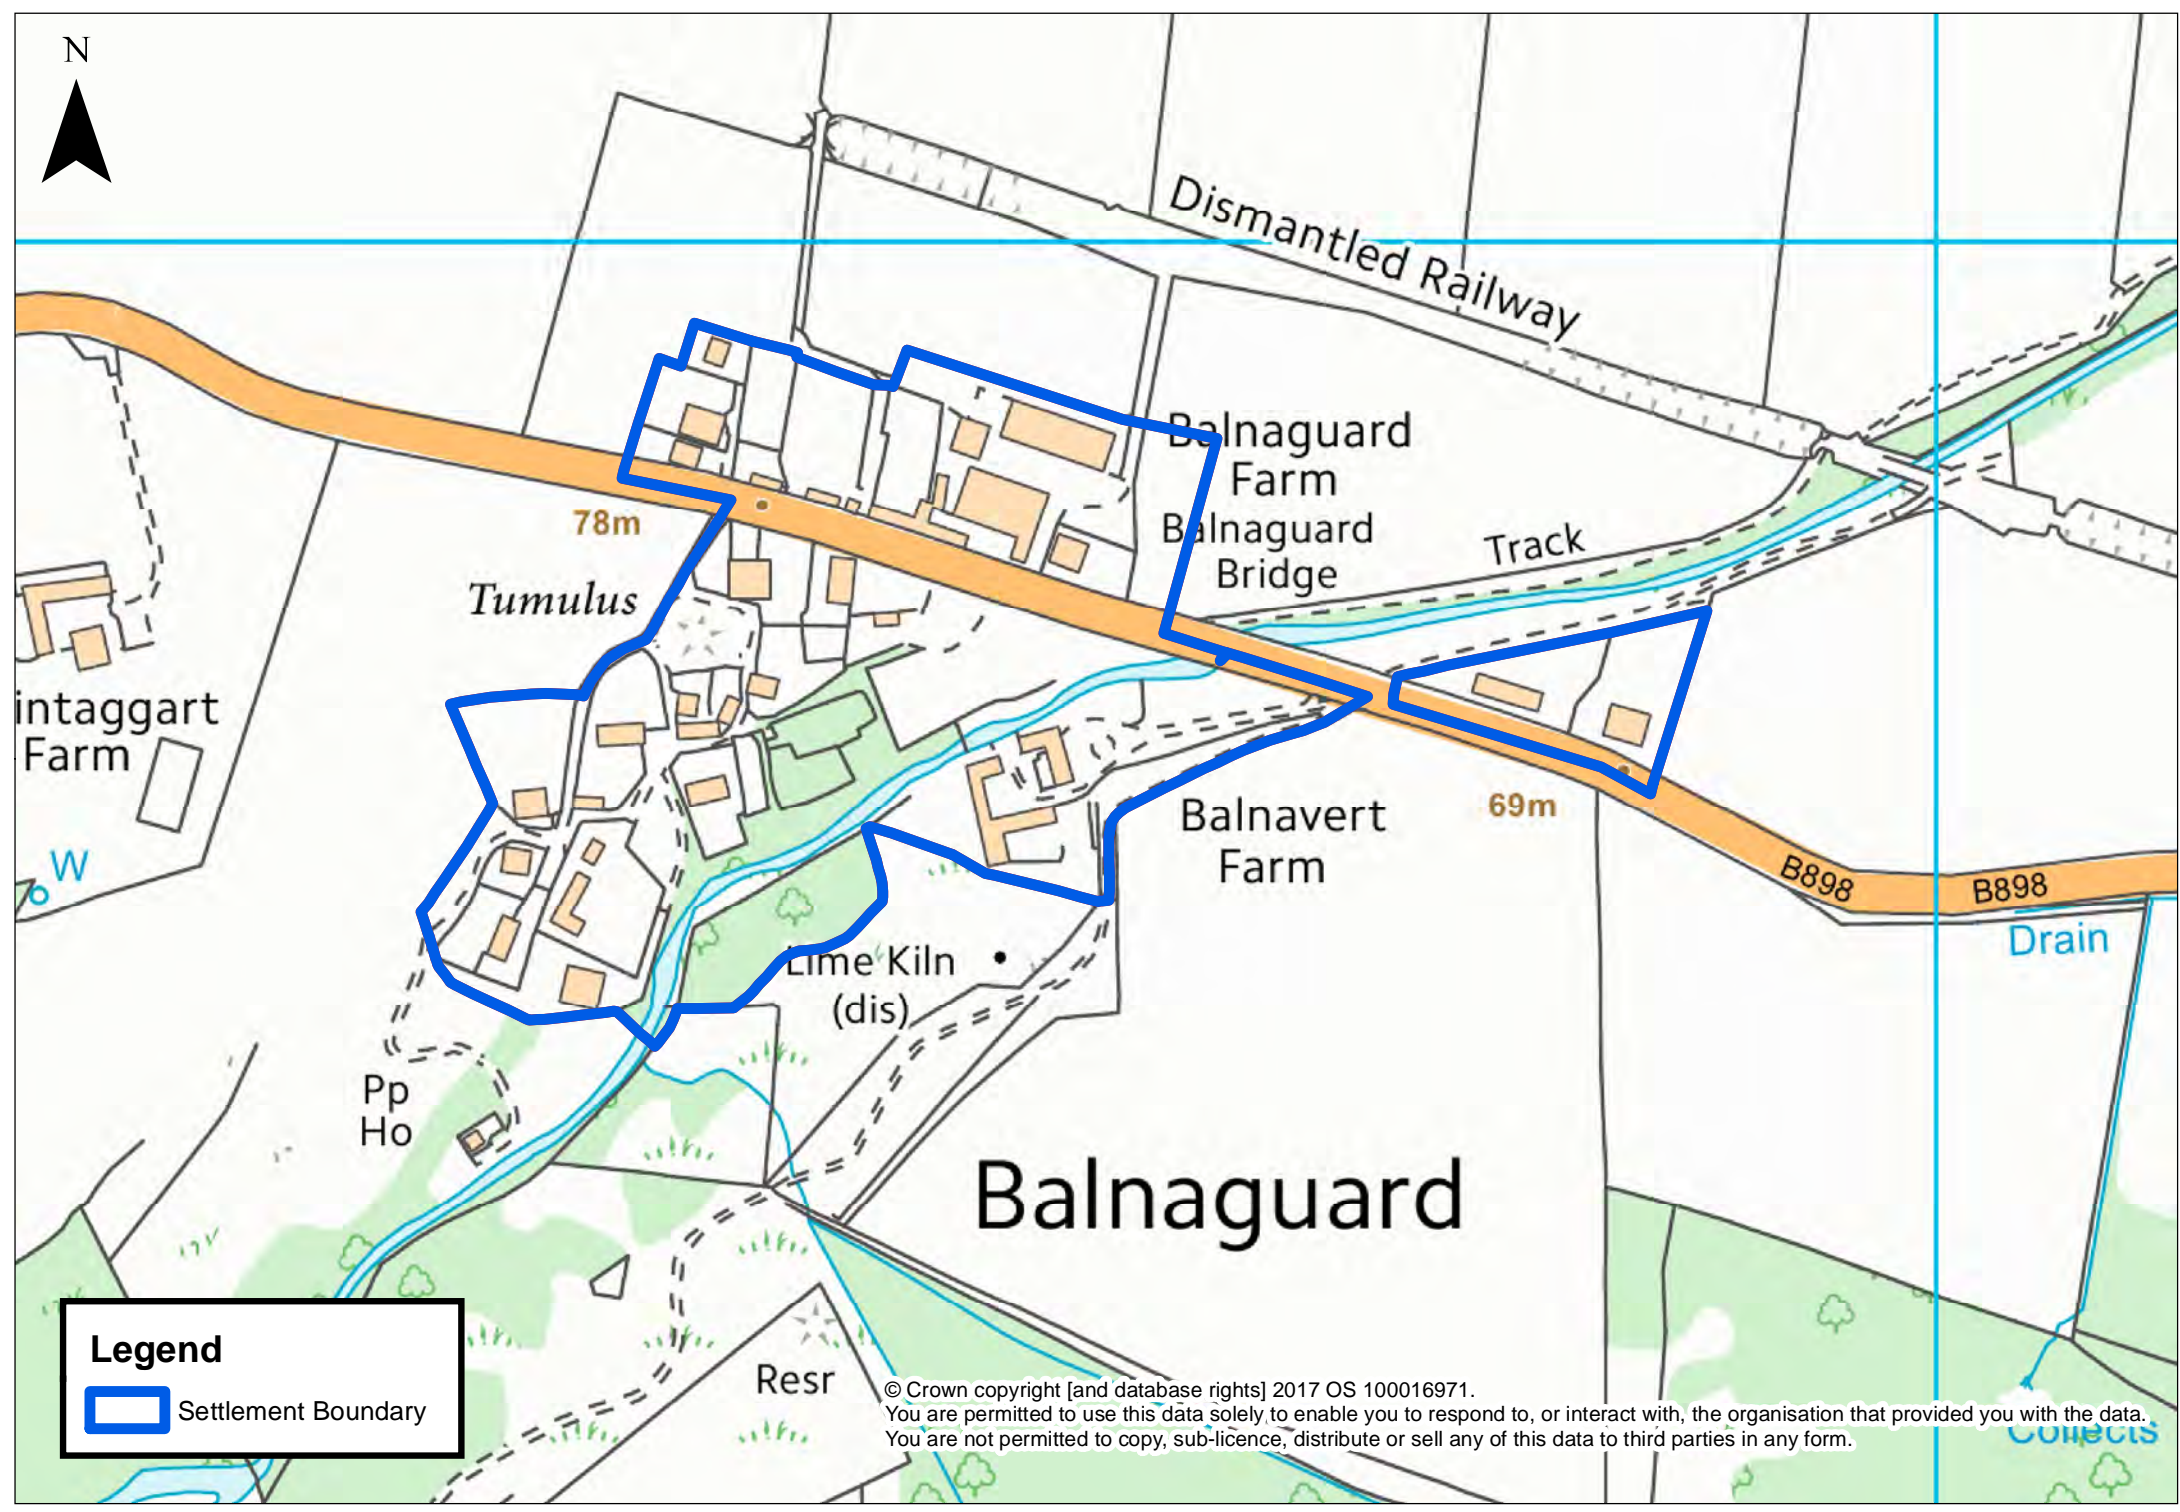 N
Dismantled Railway
Balnaguard
Farm
Balnaguard
Bridge
Track
78m
Tumulus
intaggart
Farm
W
Balnavert
Farm
69m
B898
B898
Drain
Lime Kiln
(dis)
Pp
Ho
Balnaguard
Resr
Legend
Settlement Boundary
© Crown copyright [and database rights] 2017 OS 100016971.
You are permitted to use this data solely to enable you to respond to, or interact with, the organisation that provided you with the data.
You are not permitted to copy, sub-licence, distribute or sell any of this data to third parties in any form.
Collects